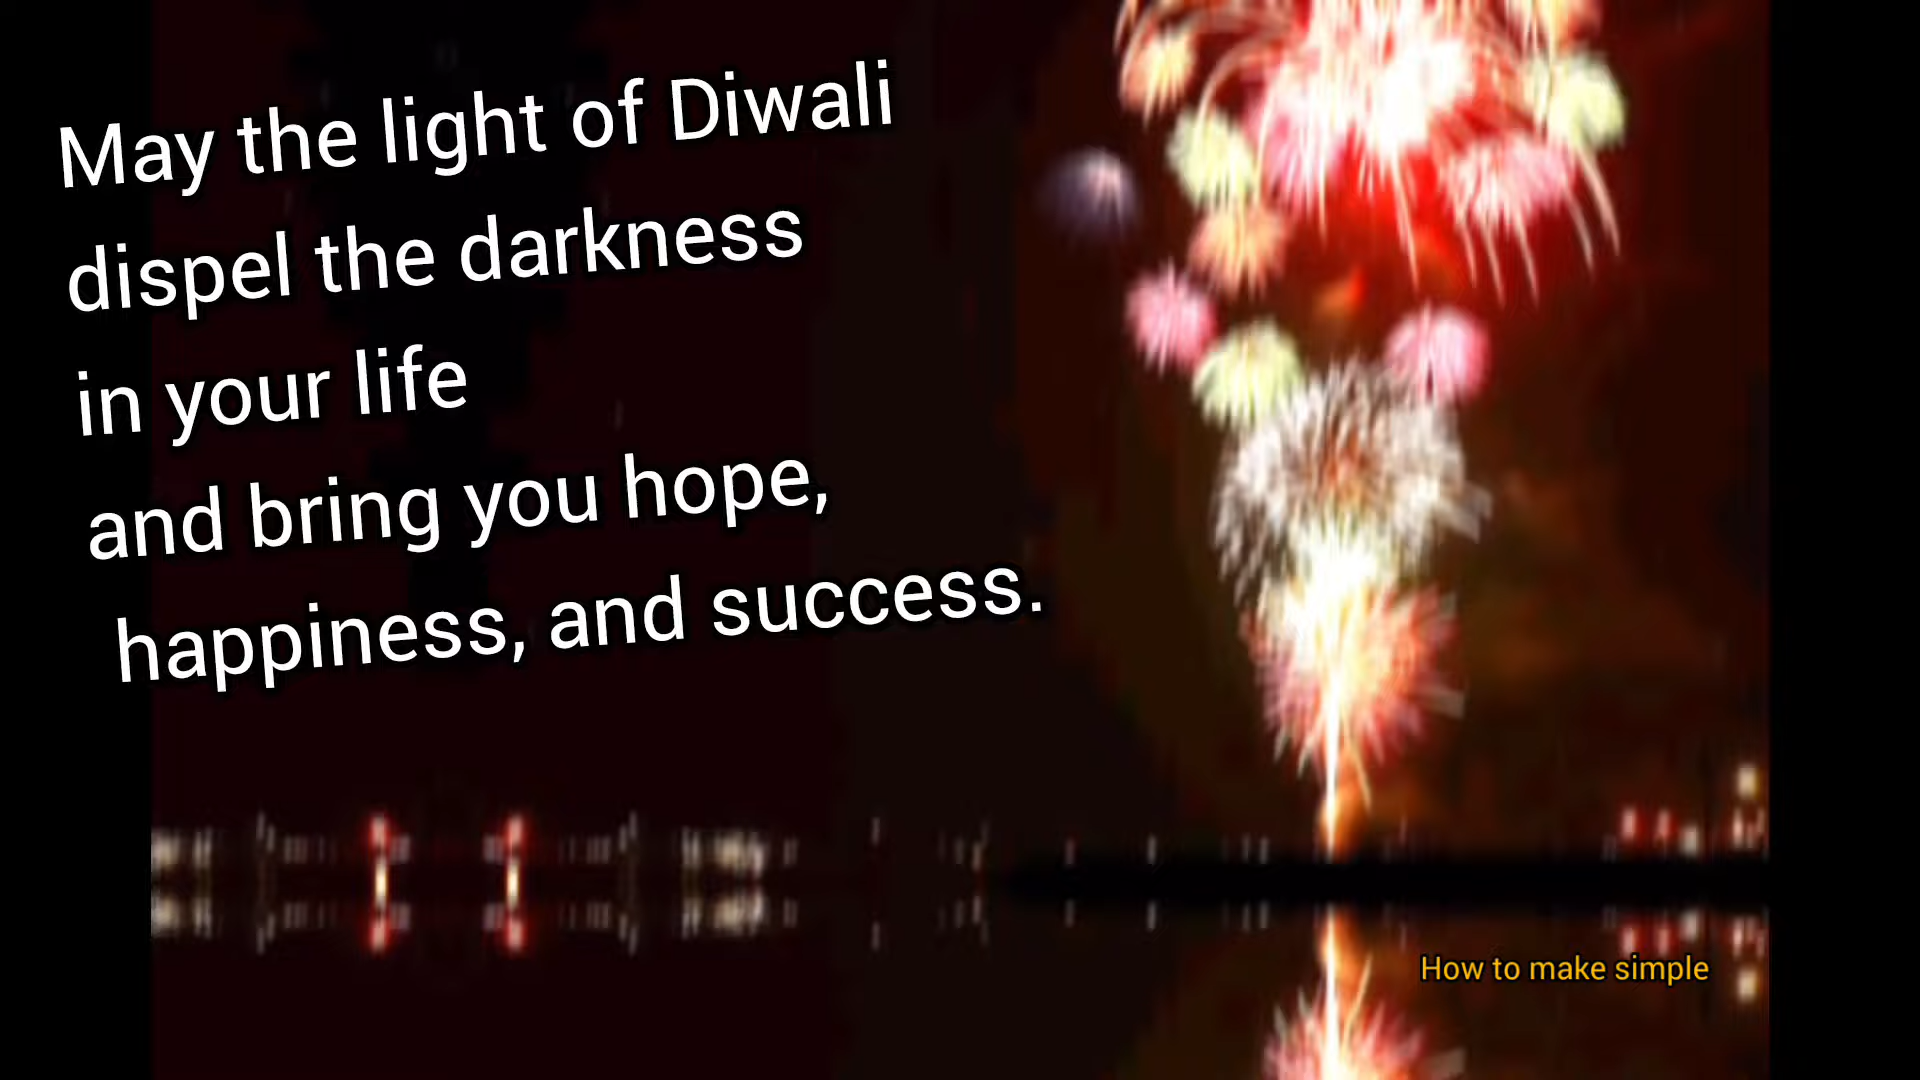 May the light of Diwali
dispel the darkness
in your life
and bring you hope,
happiness, and success.
How to make simple